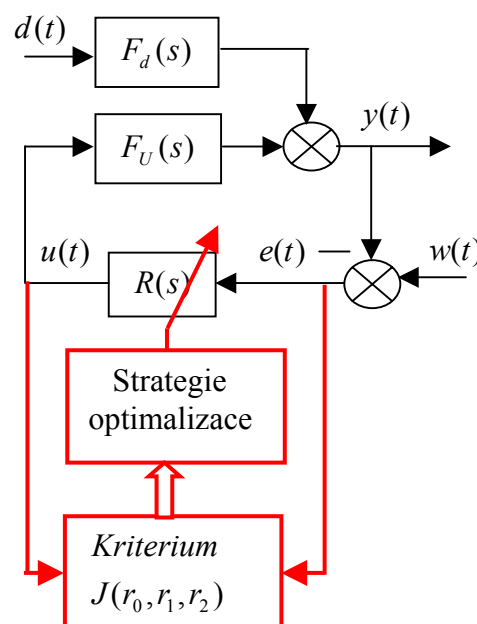 d(t)
F_d(s)
y(t)
F_U(s)
u(t)
e(t) −
w(t)
R(s)
Strategie
optimalizace
Kriterium
J(r_0,r_1,r_2)